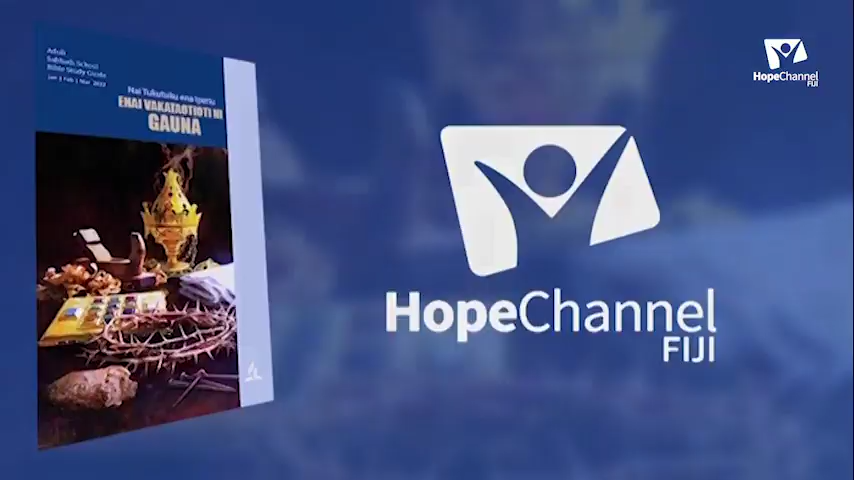 Adult
Sabbath School
Bible Study Guide
Jan | Feb | Mar 2022
Nai Tukutuku ena Iperiu
ENAI VAKATAOTIOTI NI
GAUNA
HopeChannel
FIJI
HopeChannel
FIJI